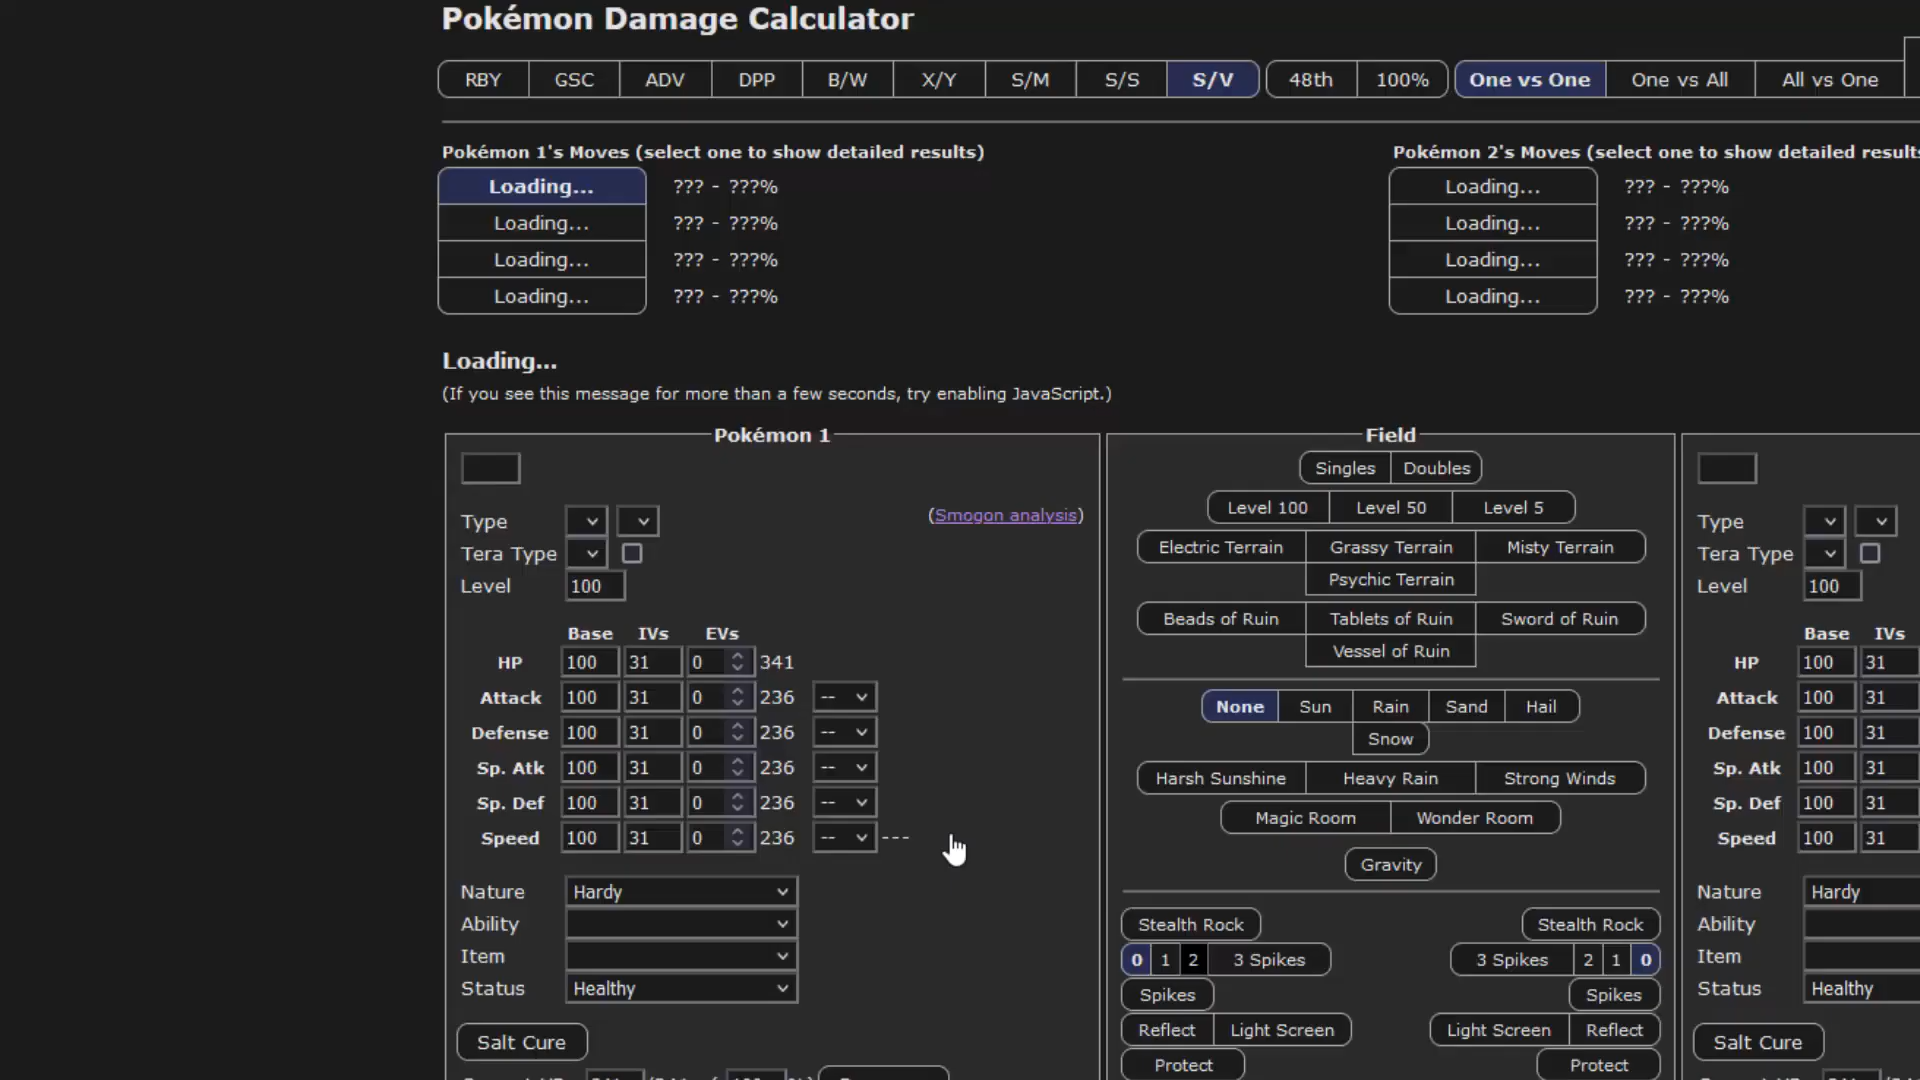 Pokémon Damage Calculator
RBY GSC ADV DPP B/W X/Y S/M S/S S/V 48th 100% One vs One One vs All All vs One
Pokémon 1's Moves (select one to show detailed results)
Loading... ??? - ???%
Loading... ??? - ???%
Loading... ??? - ???%
Loading... ??? - ???%
Pokémon 2's Moves (select one to show detailed results
Loading... ??? - ???%
Loading... ??? - ???%
Loading... ??? - ???%
Loading... ??? - ???%
Loading...
(If you see this message for more than a few seconds, try enabling JavaScript.)
Pokémon 1
Type
(Smogon analysis)
Tera Type
Level 100
Base IVs EVs
HP 100 31 0 341
Attack 100 31 0 236 --
Defense 100 31 0 236 --
Sp. Atk 100 31 0 236 --
Sp. Def 100 31 0 236 --
Speed 100 31 0 236 -- ---
Nature Hardy
Ability
Item
Status Healthy
Salt Cure
Field
Singles Doubles
Level 100 Level 50 Level 5
Electric Terrain Grassy Terrain Misty Terrain
Psychic Terrain
Beads of Ruin Tablets of Ruin Sword of Ruin
Vessel of Ruin
None Sun Rain Sand Hail
Snow
Harsh Sunshine Heavy Rain Strong Winds
Magic Room Wonder Room
Gravity
Stealth Rock Stealth Rock
0 1 2 3 Spikes 3 Spikes 2 1 0
Spikes Spikes
Reflect Light Screen Light Screen Reflect
Protect Protect
Type
Tera Type
Level 100
Base IVs
HP 100 31
Attack 100 31
Defense 100 31
Sp. Atk 100 31
Sp. Def 100 31
Speed 100 31
Nature Hardy
Ability
Item
Status Healthy
Salt Cure